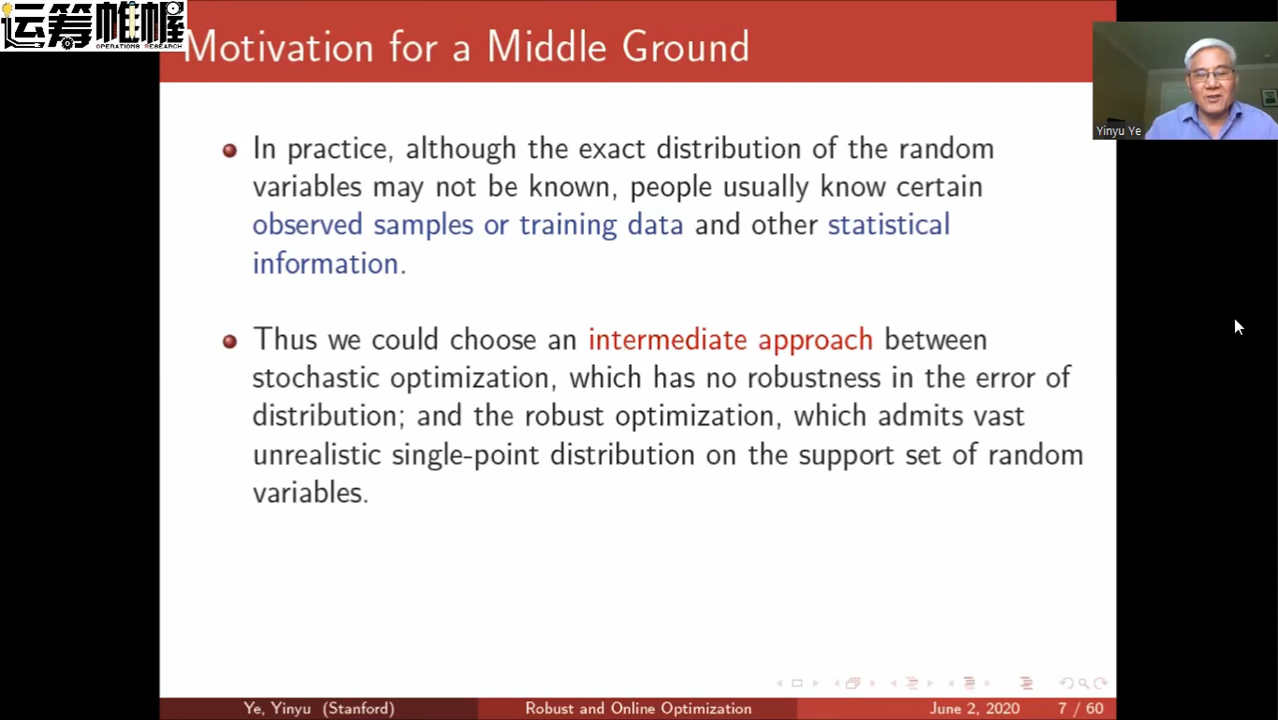 运筹帷幄
OPERATIONS RESEARCH
Motivation for a Middle Ground
Yinyu Ye
In practice, although the exact distribution of the random
variables may not be known, people usually know certain
observed samples or training data and other statistical
information.
Thus we could choose an intermediate approach between
stochastic optimization, which has no robustness in the error of
distribution; and the robust optimization, which admits vast
unrealistic single-point distribution on the support set of random
variables.
Ye, Yinyu (Stanford)
Robust and Online Optimization
June 2, 2020
7 / 60